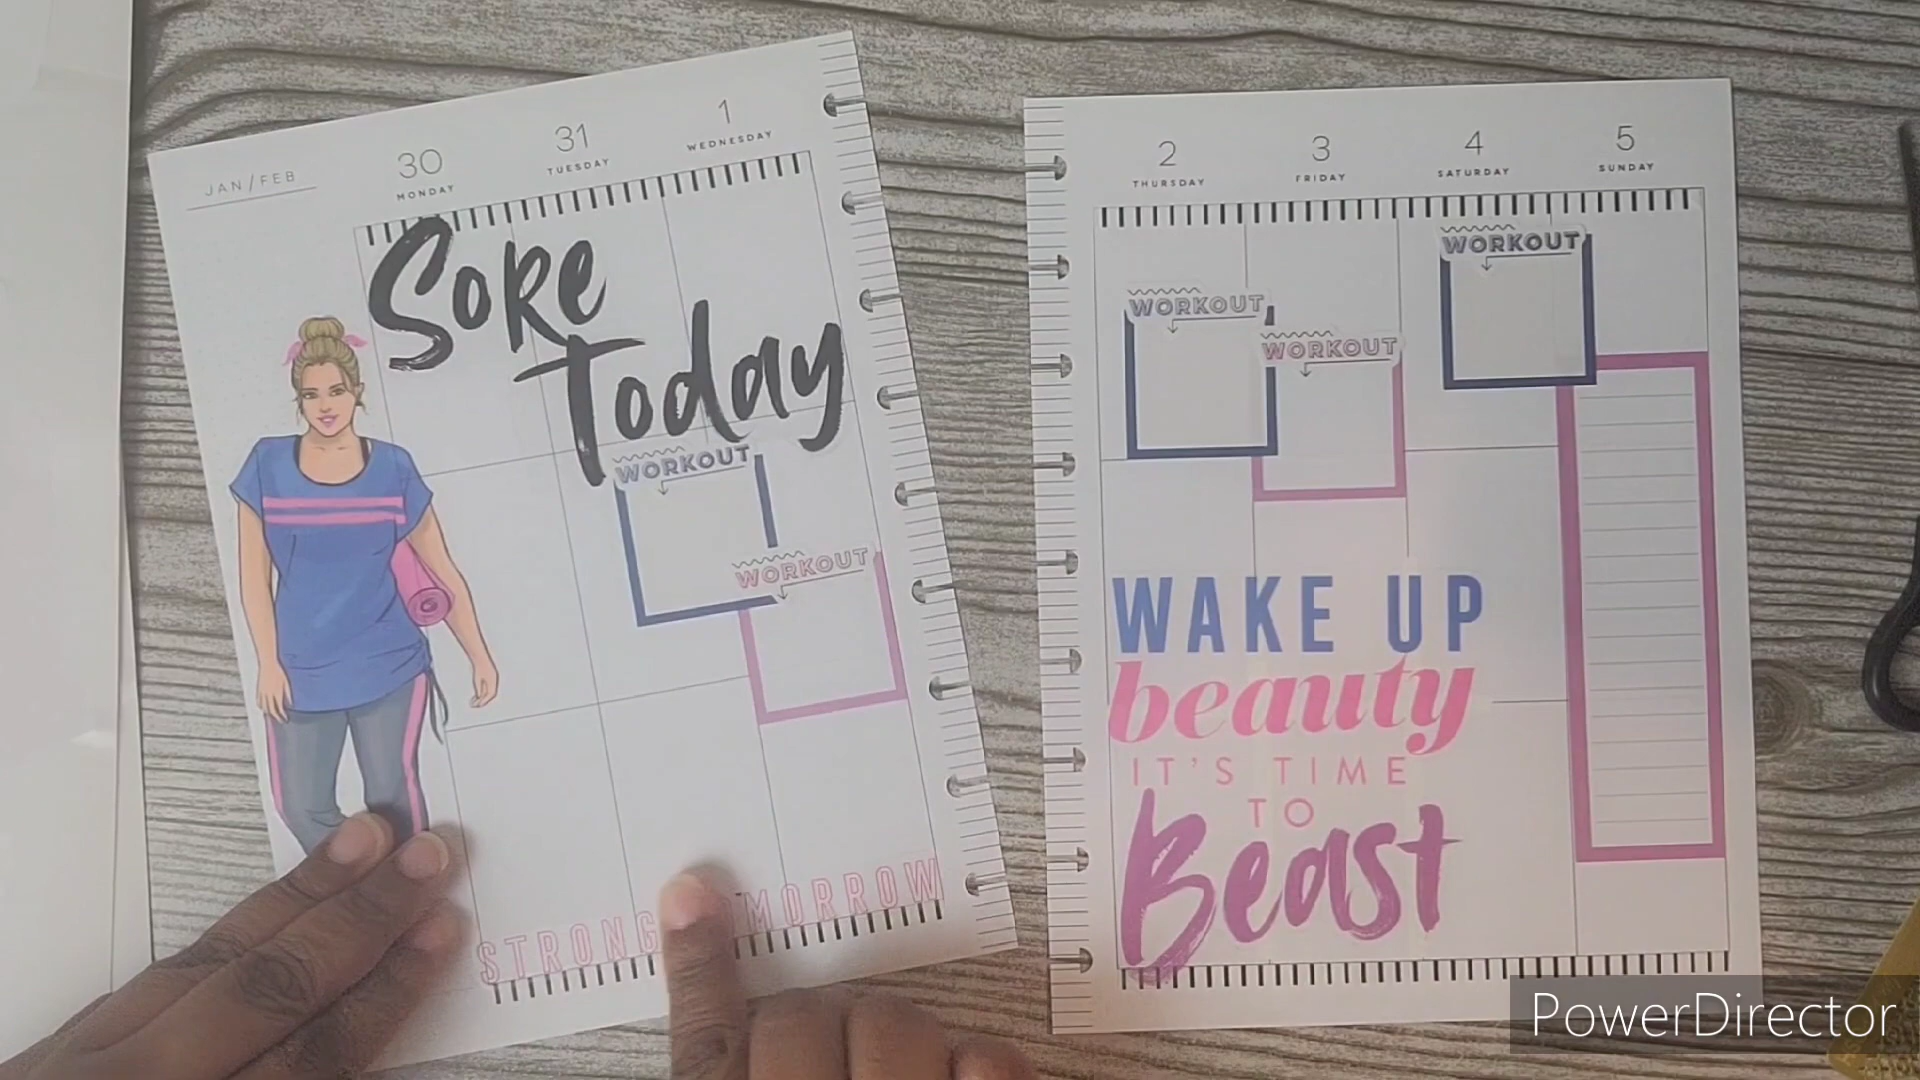 JAN/FEB
30
MONDAY
31
TUESDAY
1
WEDNESDAY
SORE
TODAY
WORKOUT
WORKOUT
STRONG
2
THURSDAY
3
FRIDAY
4
SATURDAY
5
SUNDAY
WORKOUT
WORKOUT
WORKOUT
WAKE UP
beauty
IT'S TIME
TO
Beast
PowerDirector